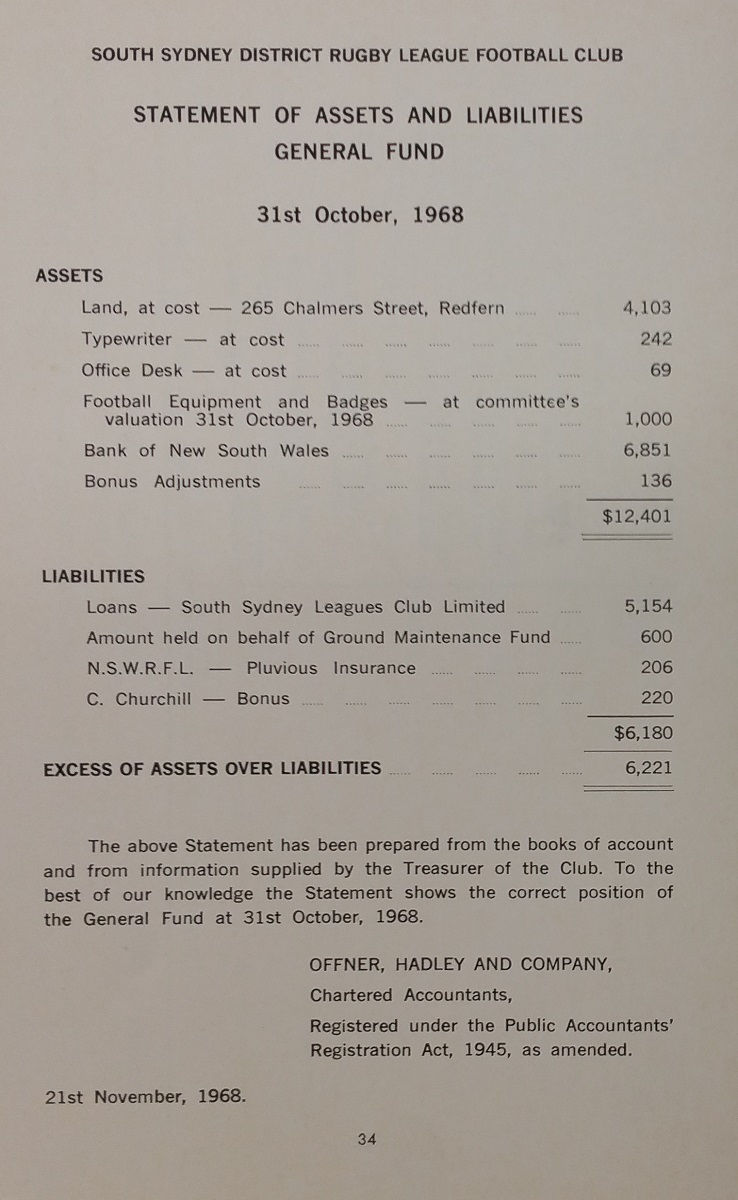 SOUTH SYDNEY DISTRICT RUGBY LEAGUE FOOTBALL CLUB
STATEMENT OF ASSETS AND LIABILITIES
GENERAL FUND
31st October, 1968
ASSETS
Land, at cost — 265 Chalmers Street, Redfern ...... ...... 4,103
Typewriter — at cost ...... ...... ...... ...... ...... ...... ...... 242
Office Desk — at cost ...... ...... ...... ...... ...... ...... ...... 69
Football Equipment and Badges — at committee's
valuation 31st October, 1968 ...... ...... ...... ...... ...... 1,000
Bank of New South Wales ...... ...... ...... ...... ...... ...... 6,851
Bonus Adjustments ...... ...... ...... ...... ...... ...... ...... 136
$12,401
LIABILITIES
Loans — South Sydney Leagues Club Limited ...... ...... 5,154
Amount held on behalf of Ground Maintenance Fund ...... 600
N.S.W.R.F.L. — Pluvious Insurance ...... ...... ...... ...... 206
C. Churchill — Bonus ...... ...... ...... ...... ...... ...... ...... 220
$6,180
EXCESS OF ASSETS OVER LIABILITIES ...... ...... ...... ...... ...... 6,221
The above Statement has been prepared from the books of account
and from information supplied by the Treasurer of the Club. To the
best of our knowledge the Statement shows the correct position of
the General Fund at 31st October, 1968.
OFFNER, HADLEY AND COMPANY,
Chartered Accountants,
Registered under the Public Accountants'
Registration Act, 1945, as amended.
21st November, 1968.
34